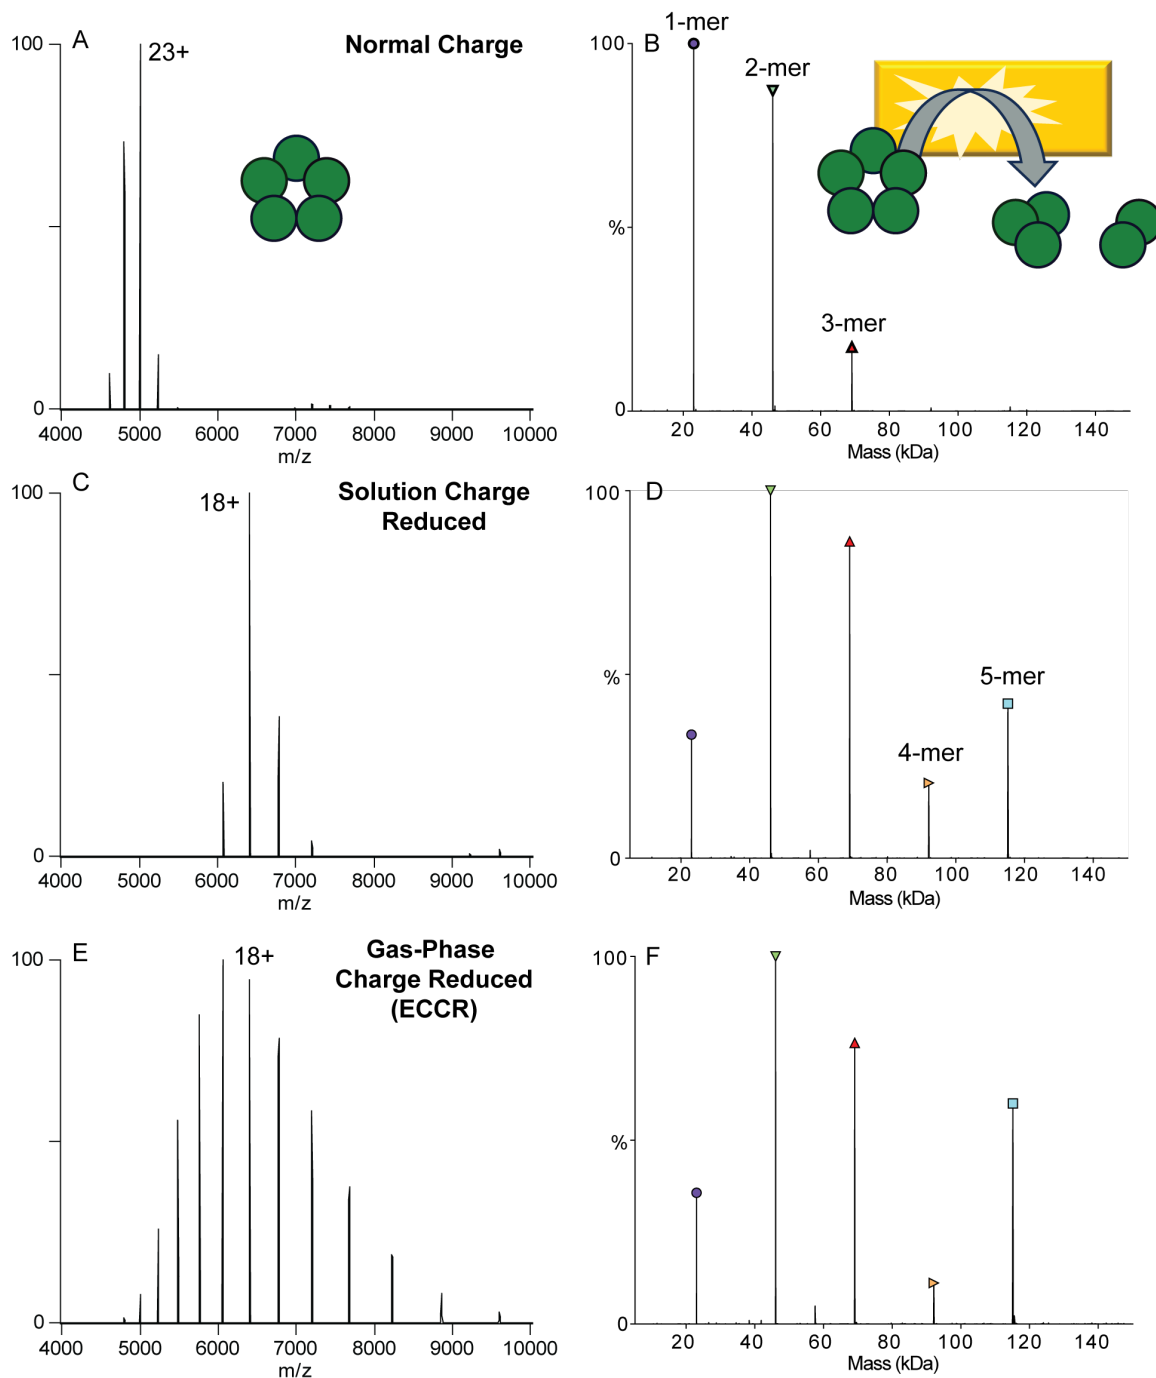 A
Normal Charge
100
23+
0
4000 5000 6000 7000 8000 9000 10000
m/z
B
1-mer
100
2-mer
%
3-mer
0
20 40 60 80 100 120 140
Mass (kDa)
C
Solution Charge
Reduced
100
18+
0
4000 5000 6000 7000 8000 9000 10000
m/z
D
100
%
5-mer
4-mer
0
20 40 60 80 100 120 140
Mass (kDa)
E
Gas-Phase
Charge Reduced
(ECCR)
100
18+
0
4000 5000 6000 7000 8000 9000 10000
m/z
F
100
%
0
20 40 60 80 100 120 140
Mass (kDa)